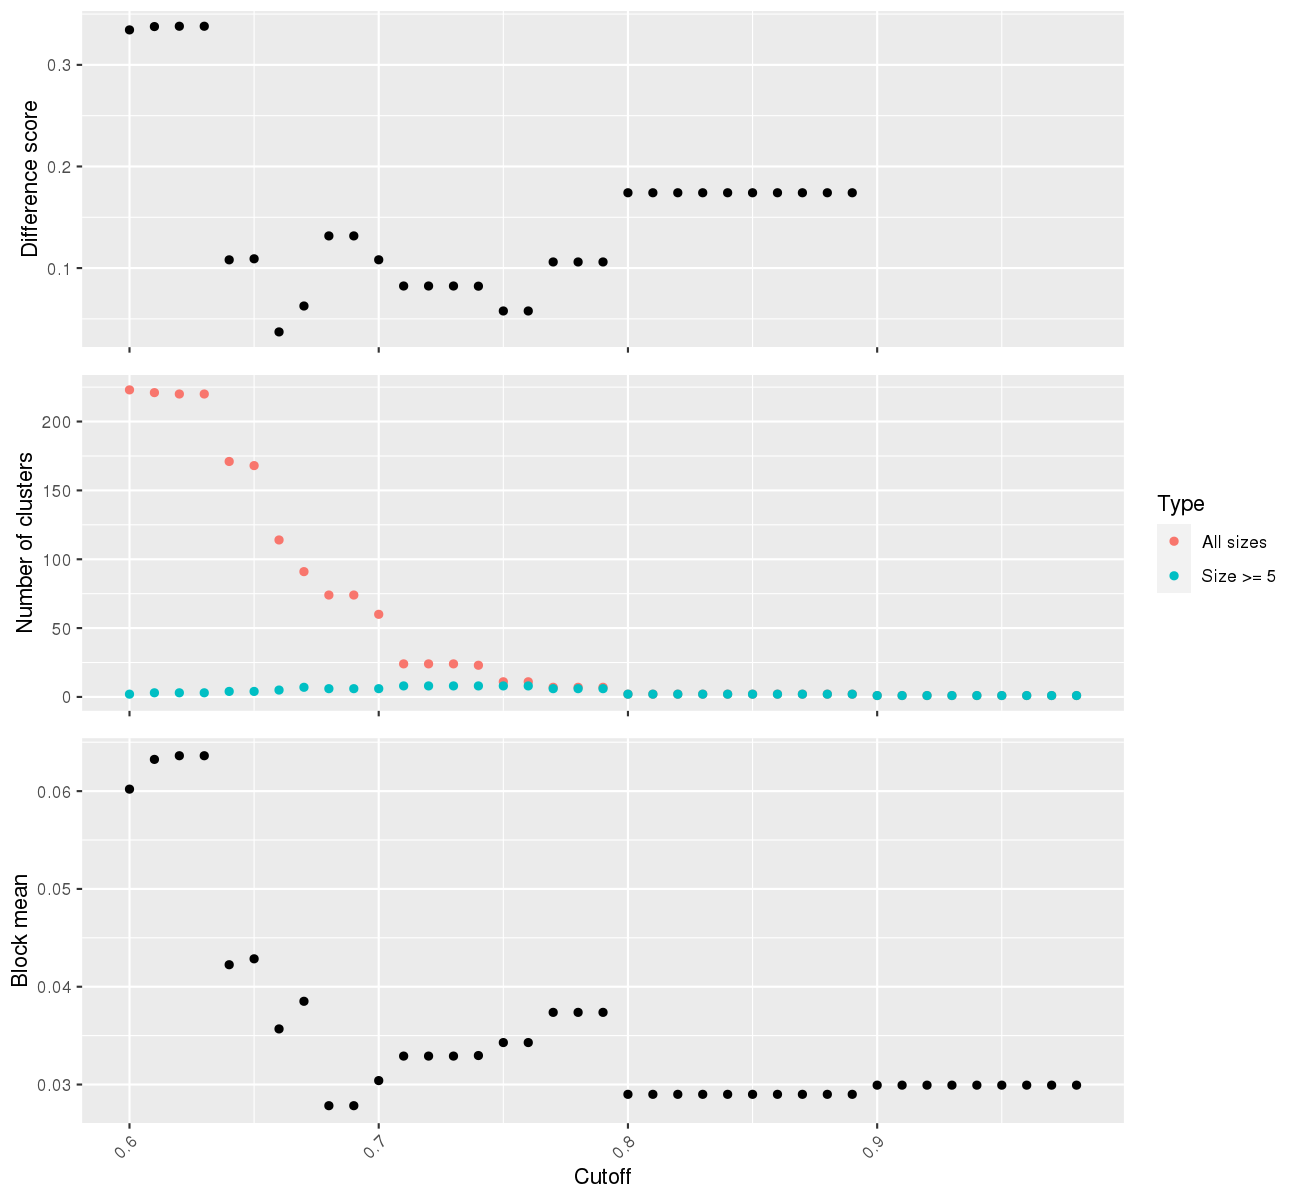 Difference score
0.3
0.2
0.1
Number of clusters
200
150
100
50
0
Type
All sizes
Size >= 5
Block mean
0.06
0.05
0.04
0.03
0.6
0.7
0.8
0.9
Cutoff